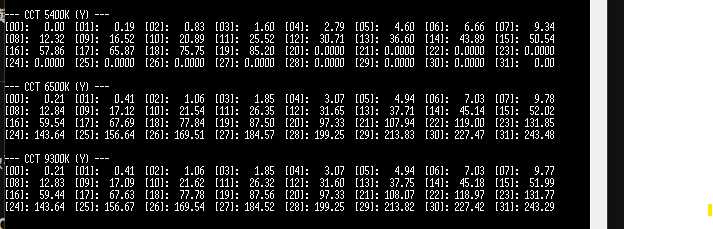 --- CCT 5400K (Y) ---
[00]: 0.00 [01]: 0.19 [02]: 0.83 [03]: 1.60 [04]: 2.79 [05]: 4.60 [06]: 6.66 [07]: 9.34
[08]: 12.32 [09]: 16.52 [10]: 20.89 [11]: 25.52 [12]: 30.71 [13]: 36.60 [14]: 43.89 [15]: 50.54
[16]: 57.86 [17]: 65.87 [18]: 75.75 [19]: 85.20 [20]: 0.0000 [21]: 0.0000 [22]: 0.0000 [23]: 0.0000
[24]: 0.0000 [25]: 0.0000 [26]: 0.0000 [27]: 0.0000 [28]: 0.0000 [29]: 0.0000 [30]: 0.0000 [31]: 0.00
--- CCT 6500K (Y) ---
[00]: 0.21 [01]: 0.41 [02]: 1.06 [03]: 1.85 [04]: 3.07 [05]: 4.94 [06]: 7.03 [07]: 9.78
[08]: 12.84 [09]: 17.12 [10]: 21.54 [11]: 26.35 [12]: 31.65 [13]: 37.71 [14]: 45.14 [15]: 52.02
[16]: 59.54 [17]: 67.69 [18]: 77.84 [19]: 87.50 [20]: 97.33 [21]: 107.94 [22]: 119.00 [23]: 131.85
[24]: 143.64 [25]: 156.64 [26]: 169.51 [27]: 184.57 [28]: 199.25 [29]: 213.83 [30]: 227.47 [31]: 243.48
--- CCT 9300K (Y) ---
[00]: 0.21 [01]: 0.41 [02]: 1.06 [03]: 1.85 [04]: 3.07 [05]: 4.94 [06]: 7.03 [07]: 9.77
[08]: 12.83 [09]: 17.09 [10]: 21.62 [11]: 26.32 [12]: 31.60 [13]: 37.75 [14]: 45.18 [15]: 51.99
[16]: 59.44 [17]: 67.63 [18]: 77.78 [19]: 87.56 [20]: 97.33 [21]: 108.07 [22]: 118.97 [23]: 131.77
[24]: 143.64 [25]: 156.67 [26]: 169.54 [27]: 184.52 [28]: 199.25 [29]: 213.82 [30]: 227.42 [31]: 243.29